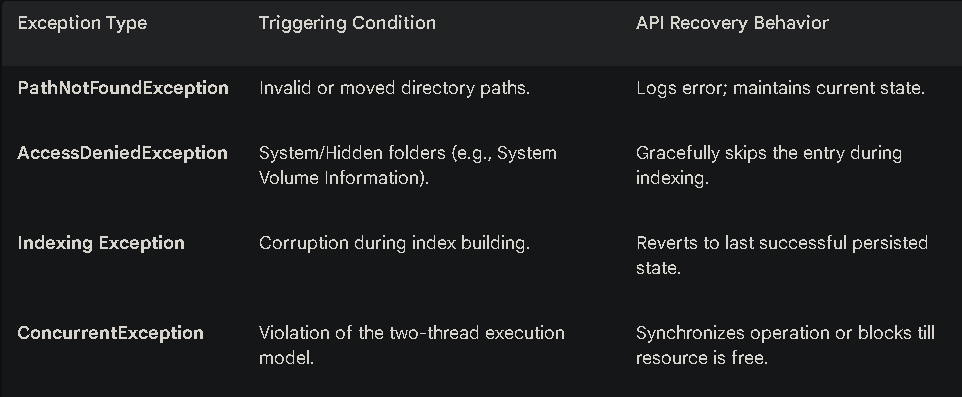 Exception Type Triggering Condition API Recovery Behavior
PathNotFoundException Invalid or moved directory paths. Logs error; maintains current state.
AccessDeniedException System/Hidden folders (e.g., System Gracefully skips the entry during
Volume Information). indexing.
Indexing Exception Corruption during index building. Reverts to last successful persisted
state.
ConcurrentException Violation of the two-thread execution Synchronizes operation or blocks till
model. resource is free.